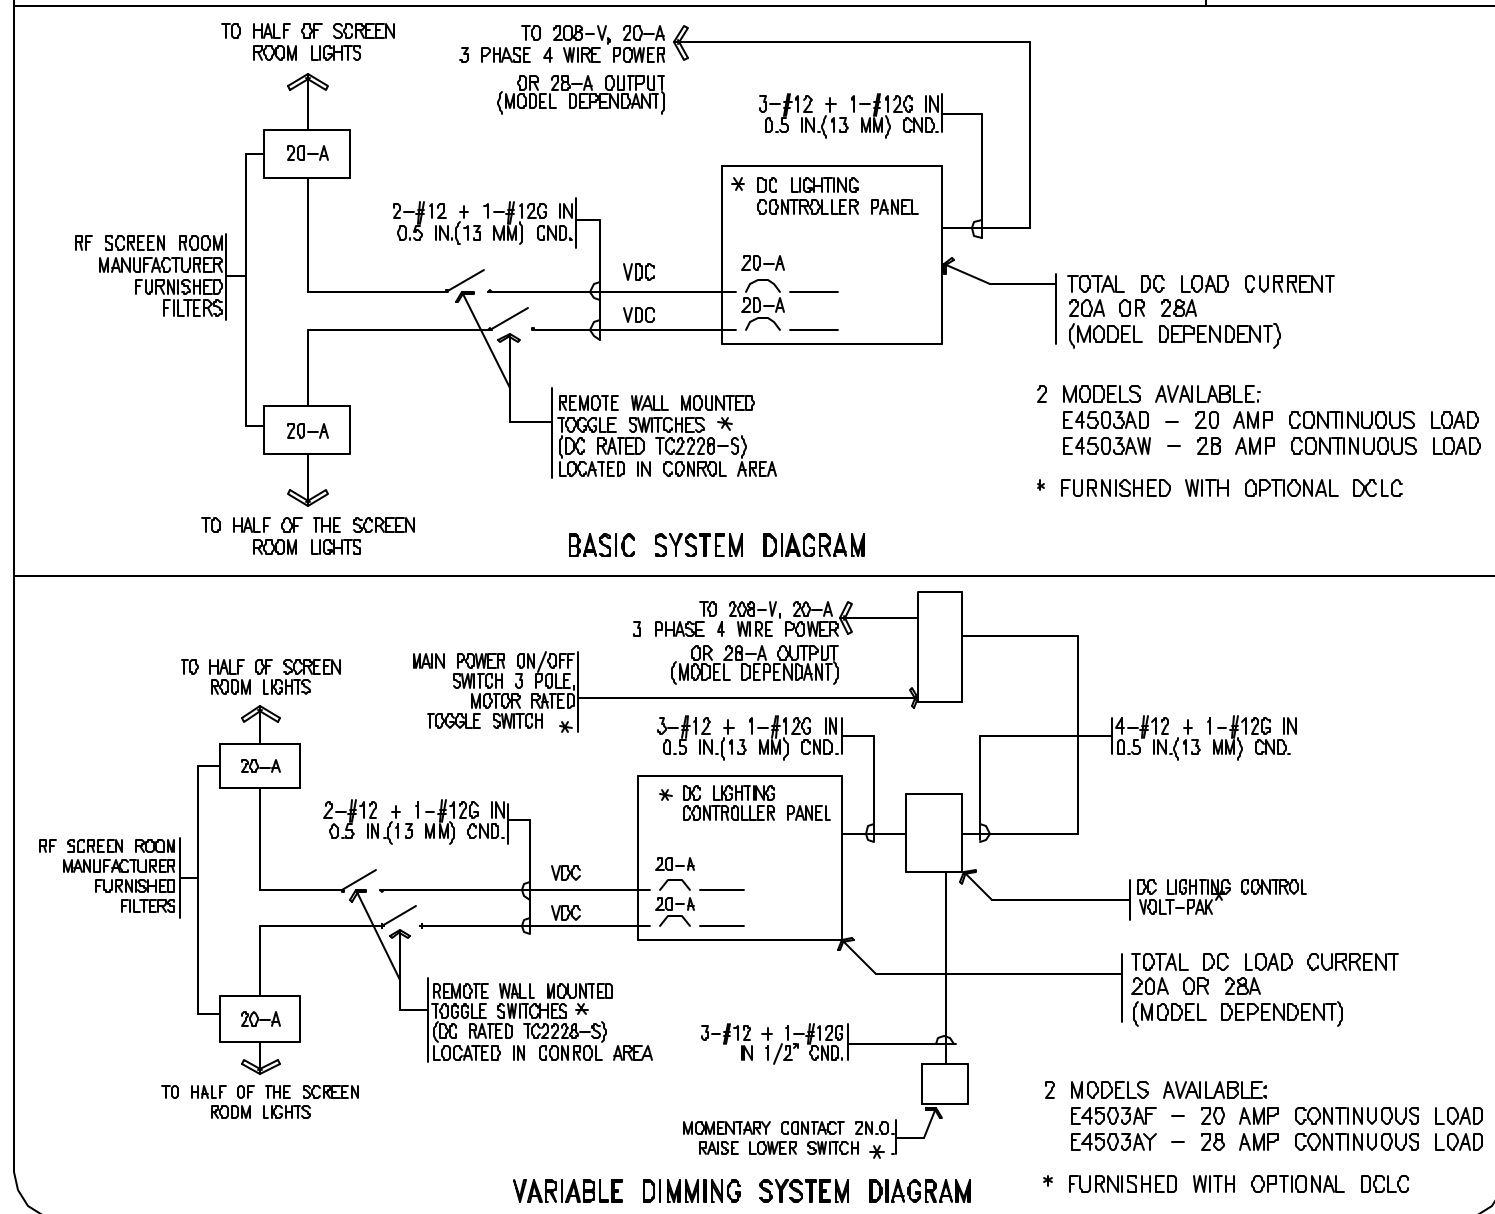 TO HALF OF SCREEN
ROOM LIGHTS
TO 208-V, 20-A
3 PHASE 4 WIRE POWER
OR 28-A OUTPUT
(MODEL DEPENDANT)
3-#12 + 1-#12G IN
0.5 IN.(13 MM) CND.
20-A
* DC LIGHTING
CONTROLLER PANEL
2-#12 + 1-#12G IN
0.5 IN.(13 MM) CND.
RF SCREEN ROOM
MANUFACTURER
FURNISHED
FILTERS
VDC
20-A
VDC
20-A
TOTAL DC LOAD CURRENT
20A OR 28A
(MODEL DEPENDENT)
20-A
REMOTE WALL MOUNTED
TOGGLE SWITCHES *
(DC RATED TC2228-S)
LOCATED IN CONROL AREA
2 MODELS AVAILABLE:
E4503AD - 20 AMP CONTINUOUS LOAD
E4503AW - 28 AMP CONTINUOUS LOAD
* FURNISHED WITH OPTIONAL DCLC
TO HALF OF THE SCREEN
ROOM LIGHTS
BASIC SYSTEM DIAGRAM
TO 208-V, 20-A
3 PHASE 4 WIRE POWER
OR 28-A OUTPUT
(MODEL DEPENDANT)
TO HALF OF SCREEN
ROOM LIGHTS
MAIN POWER ON/OFF
SWITCH 3 POLE,
MOTOR RATED
TOGGLE SWITCH *
3-#12 + 1-#12G IN
0.5 IN.(13 MM) CND.
4-#12 + 1-#12G IN
0.5 IN.(13 MM) CND.
20-A
* DC LIGHTING
CONTROLLER PANEL
2-#12 + 1-#12G IN
0.5 IN.(13 MM) CND.
RF SCREEN ROOM
MANUFACTURER
FURNISHED
FILTERS
VDC
20-A
VDC
20-A
DC LIGHTING CONTROL
VOLT-PAK*
TOTAL DC LOAD CURRENT
20A OR 28A
(MODEL DEPENDENT)
20-A
REMOTE WALL MOUNTED
TOGGLE SWITCHES *
(DC RATED TC2228-S)
LOCATED IN CONROL AREA
3-#12 + 1-#12G
IN 1/2" CND.
TO HALF OF THE SCREEN
ROOM LIGHTS
MOMENTARY CONTACT 2N.O.
RAISE LOWER SWITCH *
2 MODELS AVAILABLE:
E4503AF - 20 AMP CONTINUOUS LOAD
E4503AY - 28 AMP CONTINUOUS LOAD
* FURNISHED WITH OPTIONAL DCLC
VARIABLE DIMMING SYSTEM DIAGRAM